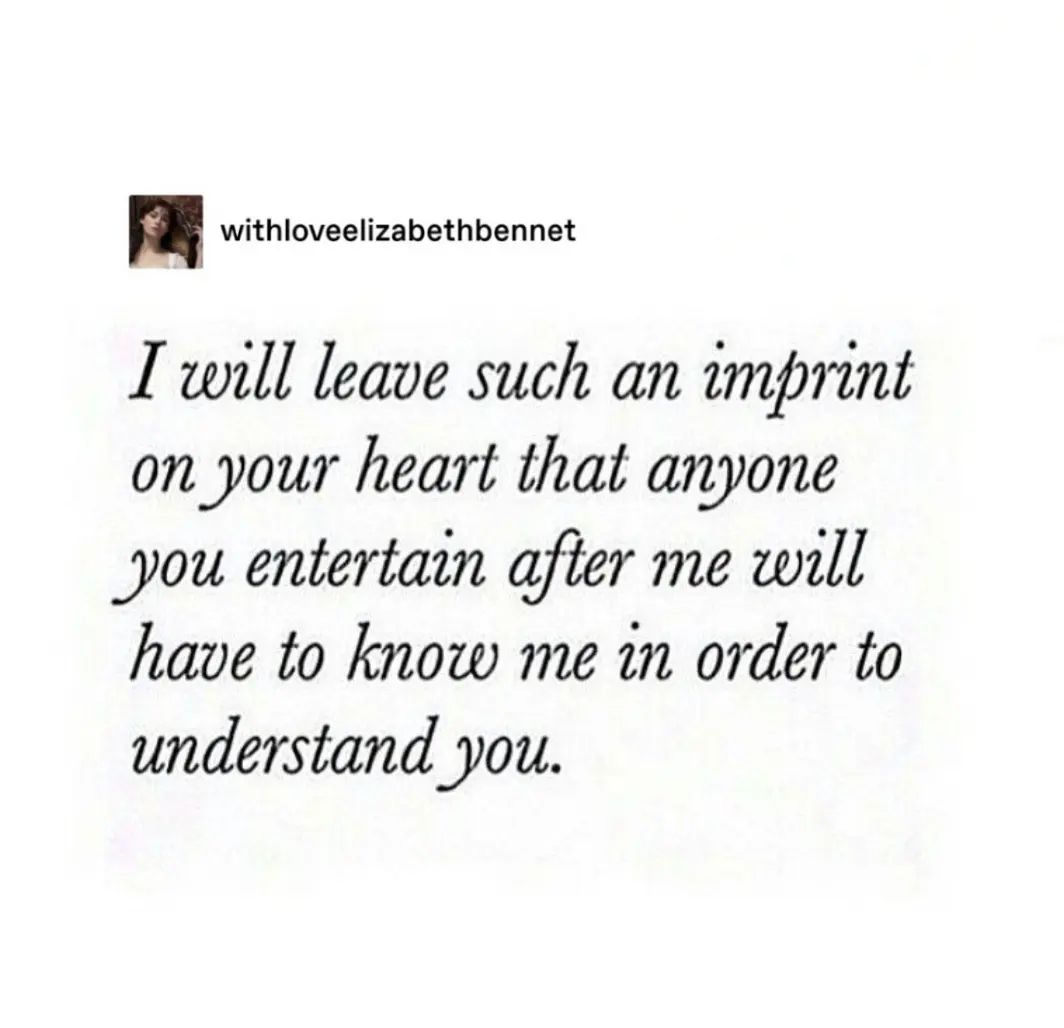 withloveelizabethbennet
I will leave such an imprint
on your heart that anyone
you entertain after me will
have to know me in order to
understand you.